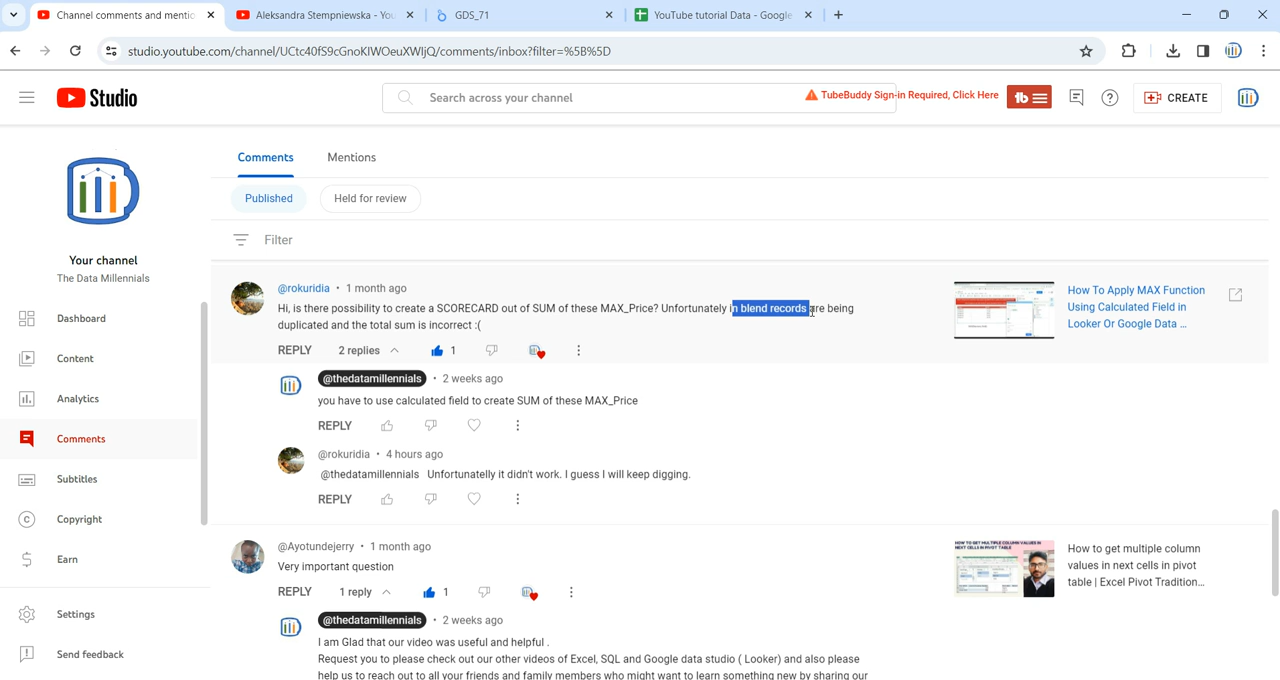 Channel comments and mentio
Aleksandra Stempniewska - You
GDS
YouTube tutorial Data - Google
studio.youtube.com/channel/UCtc40fS9cGnoKIWOeuXWIjQ/comments/inbox?filter=%5B%5D
Studio
Search across your channel
TubeBuddy Sign-in Required, Click Here
CREATE
Comments
Mentions
Published
Held for review
Filter
Your channel
The Data Millennials
Dashboard
Content
Analytics
Comments
Subtitles
Copyright
Earn
Settings
Send feedback
@rokuridia • 1 month ago
Hi, is there any ability to create a SCORECARD out of SUM of these MAX_Price? Unfortunately in blend records are being
duplicated and the total sum is incorrect :(
REPLY 2 replies 1
How To Apply MAX Function
Using Calculated Field in
Looker Or Google Data ...
@thedatamillennials • 2 weeks ago
you have to use calculated field to create SUM of these MAX_Price
REPLY
@rokuridia • 4 hours ago
@thedatamillennials Unfortunatelly it didn't work. I guess I will keep digging.
REPLY
1 month ago
Very important question
REPLY 1 reply 1
How to get multiple column
values in next cells in pivot
table | Excel Pivot Tradition...
@thedatamillennials • 2 weeks ago
I am Glad that our video was useful and helpful .
Request you to please check out our other videos of Excel, SQL and Google data studio ( Looker) and also please
help us to reach out to all your friends and family members who might want to learn something new by sharing our